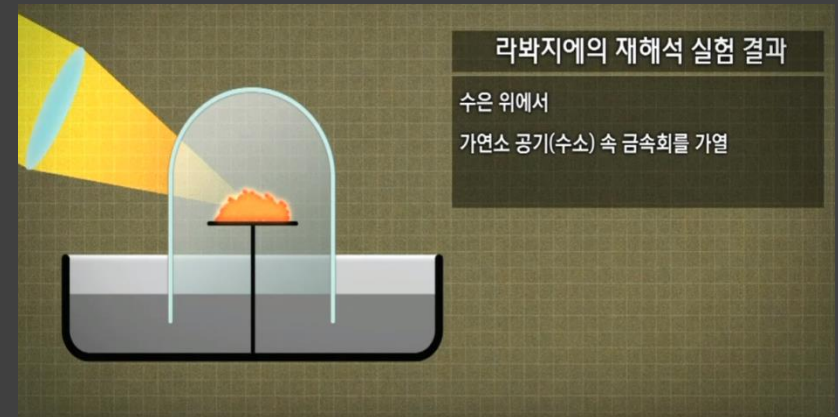 라봐지에의 재해석 실험 결과
수은 위에서
가연소 공기(수소) 속 금속회를 가열